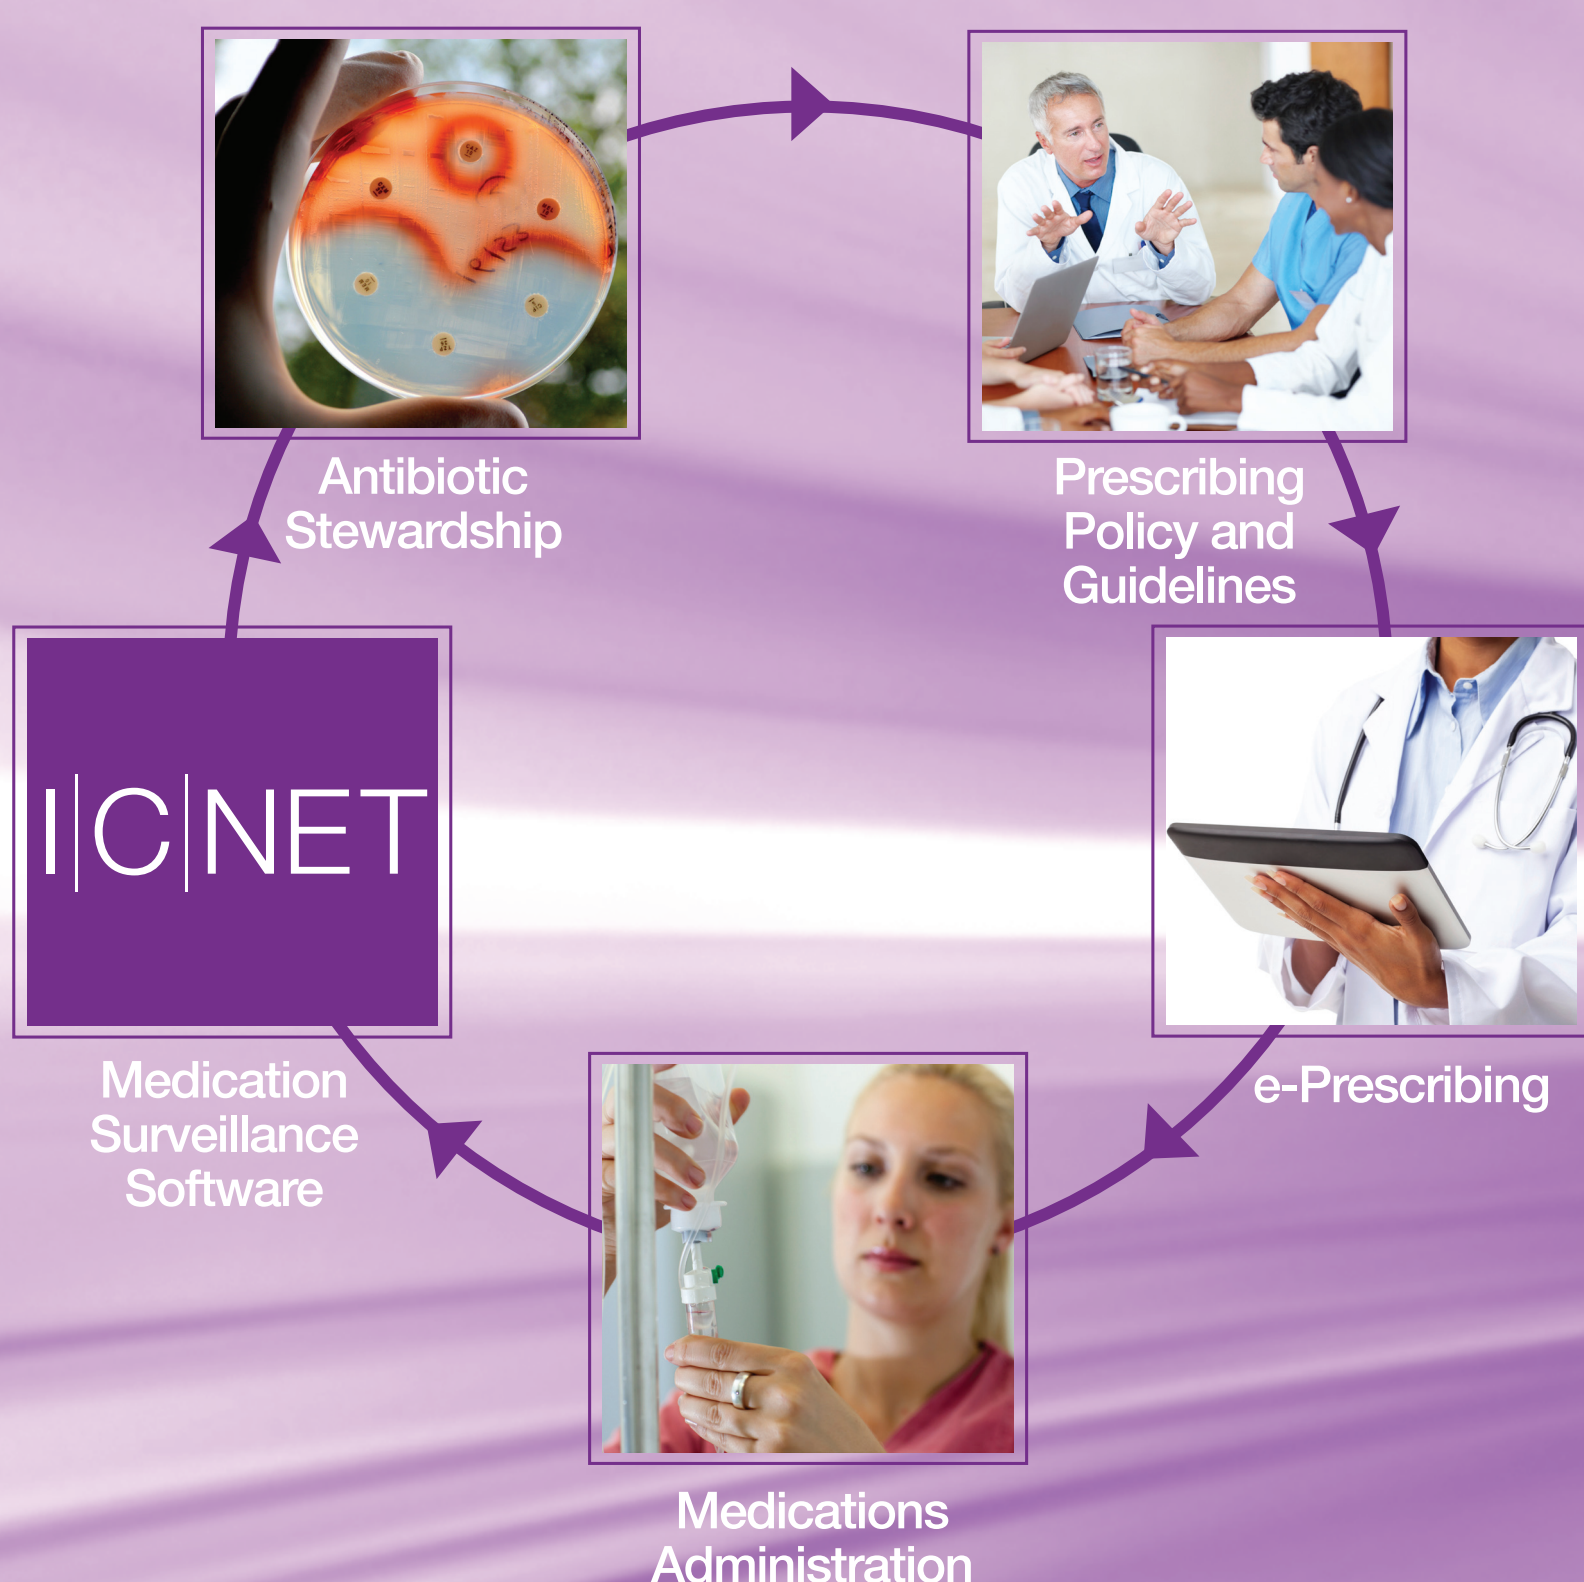 Antibiotic
Stewardship
Prescribing
Policy and
Guidelines
I|C|NET
Medication
Surveillance
Software
e-Prescribing
Medications
Administration